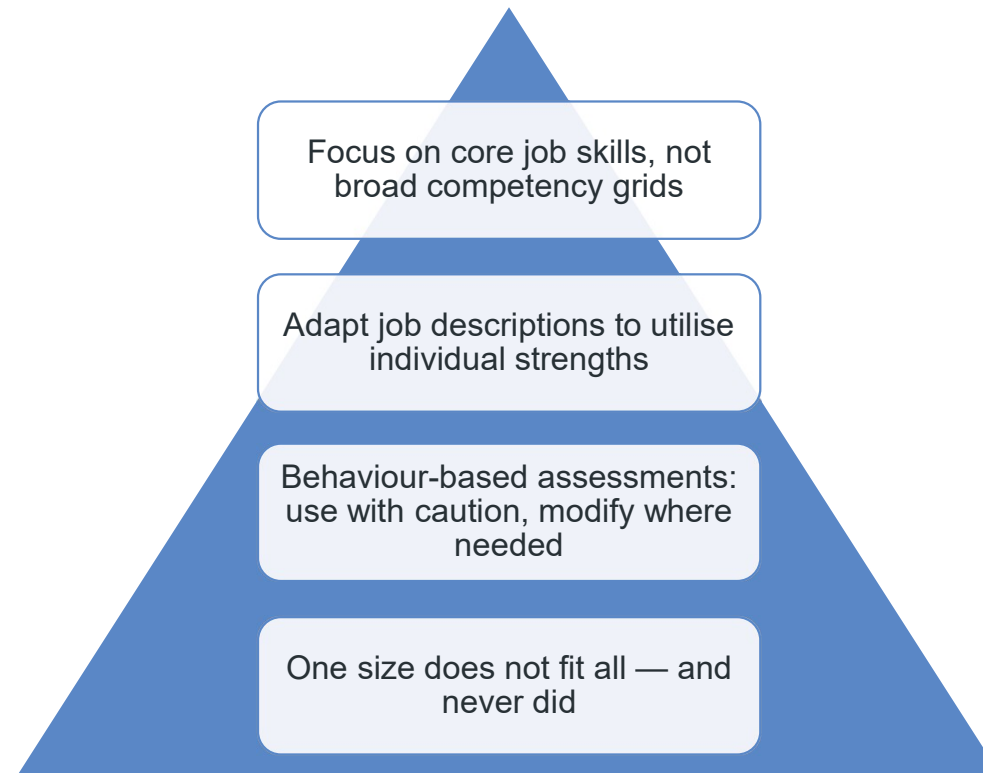 Focus on core job skills, not
broad competency grids
Adapt job descriptions to utilise
individual strengths
Behaviour-based assessments:
use with caution, modify where
needed
One size does not fit all — and
never did